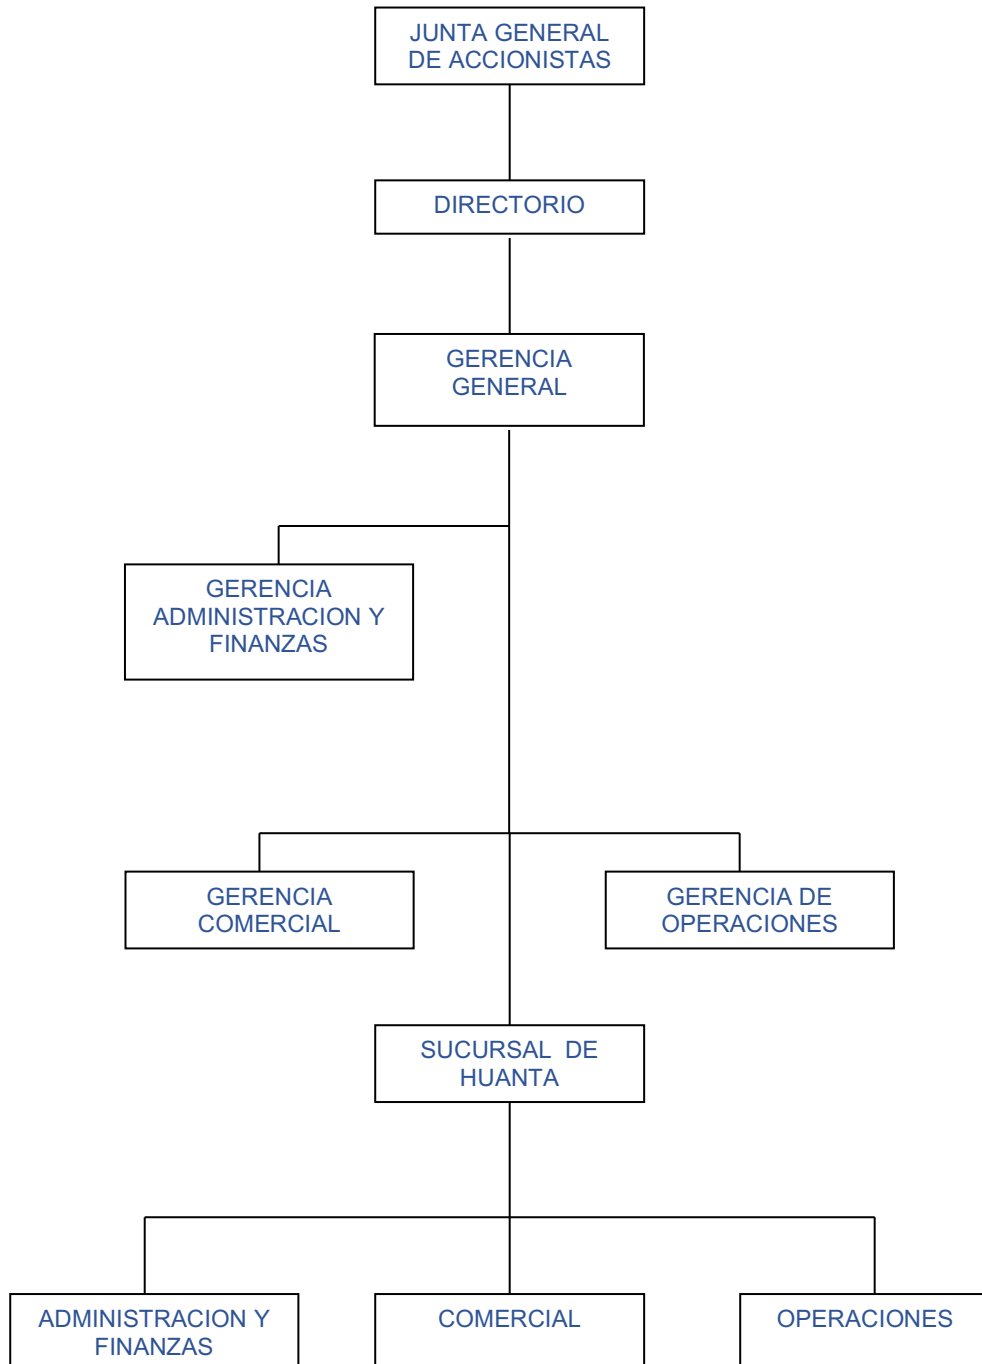 JUNTA GENERAL
DE ACCIONISTAS
DIRECTORIO
GERENCIA
GENERAL
GERENCIA
ADMINISTRACION Y
FINANZAS
GERENCIA
COMERCIAL
GERENCIA DE
OPERACIONES
SUCURSAL DE
HUANTA
ADMINISTRACION Y
FINANZAS
COMERCIAL
OPERACIONES